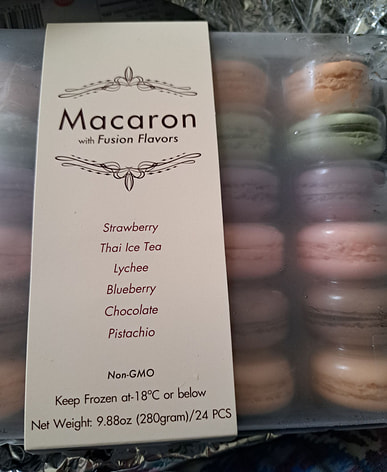 Macaron
with Fusion Flavors
Strawberry
Thai Ice Tea
Lychee
Blueberry
Chocolate
Pistachio
Non-GMO
Keep Frozen at-18°C or below
Net Weight: 9.88oz (280gram)/24 PCS